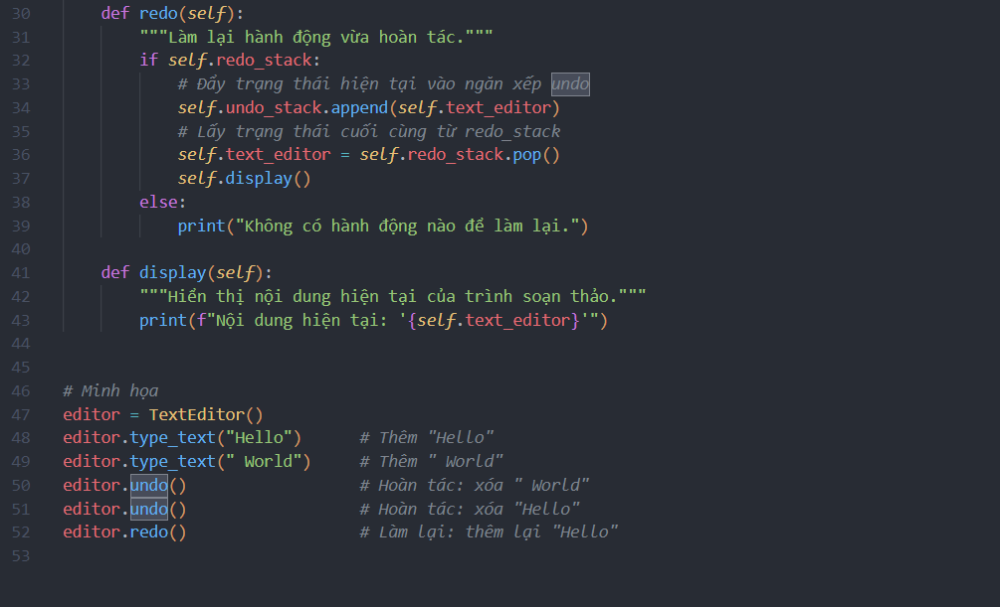 30 def redo(self):
31 """Làm lại hành động vừa hoàn tác."""
32 if self.redo_stack:
33 # Đẩy trạng thái hiện tại vào ngăn xếp undo
34 self.undo_stack.append(self.text_editor)
35 # Lấy trạng thái cuối cùng từ redo_stack
36 self.text_editor = self.redo_stack.pop()
37 self.display()
38 else:
39 print("Không có hành động nào để làm lại.")
40
41 def display(self):
42 """Hiển thị nội dung hiện tại của trình soạn thảo."""
43 print(f"Nội dung hiện tại: '{self.text_editor}'")
44
45
46 # Minh họa
47 editor = TextEditor()
48 editor.type_text("Hello") # Thêm "Hello"
49 editor.type_text(" World") # Thêm " World"
50 editor.undo() # Hoàn tác: xóa " World"
51 editor.undo() # Hoàn tác: xóa "Hello"
52 editor.redo() # Làm lại: thêm lại "Hello"
53